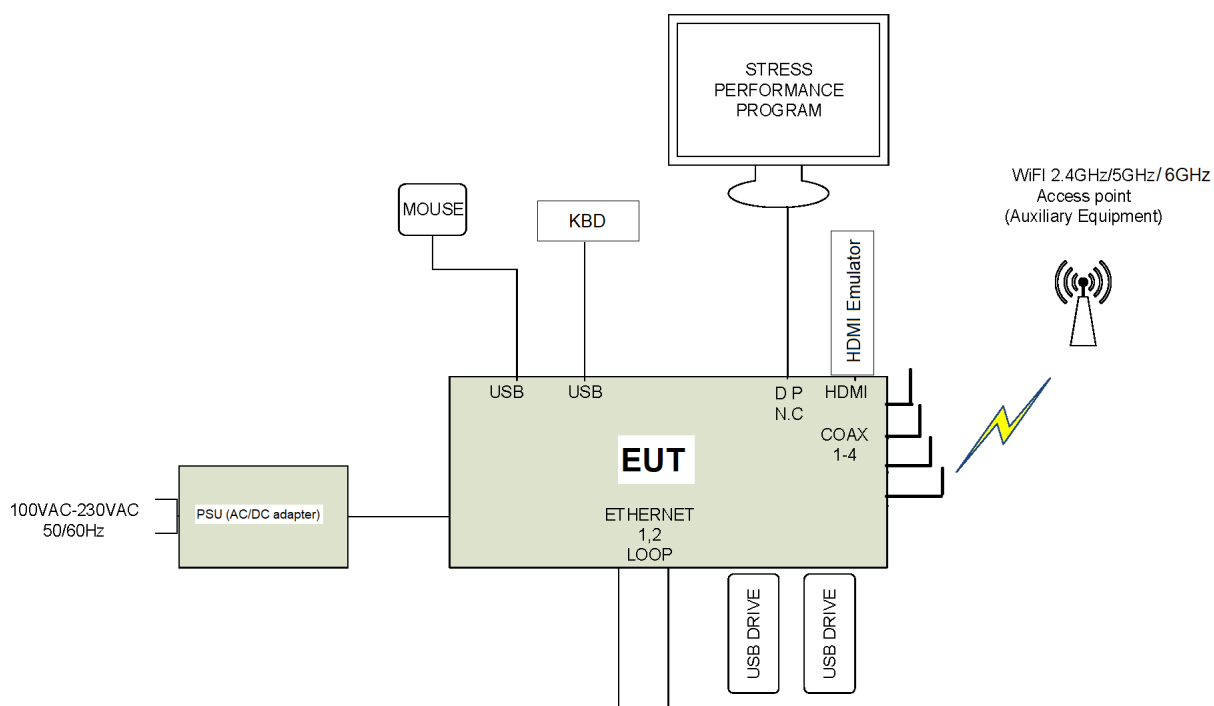 STRESS
PERFORMANCE
PROGRAM
WiFI 2.4GHz/5GHz/ 6GHz
Access point
(Auxiliary Equipment)
MOUSE
KBD
HDMI Emulator
USB
USB
D P
N.C
HDMI
COAX
1-4
EUT
100VAC-230VAC
50/60Hz
PSU (AC/DC adapter)
ETHERNET
1,2
LOOP
USB DRIVE
USB DRIVE